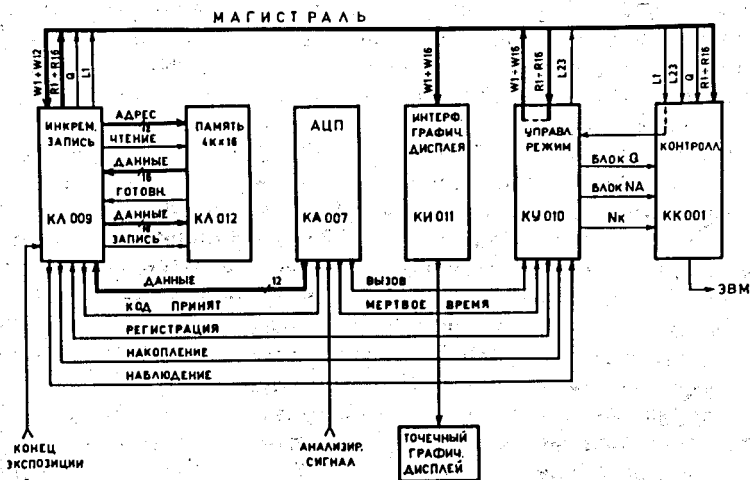 МАГИСТРАЛЬ
W1÷W12
R1÷R16
Q
L1
W1÷W16
W1÷W16
R1÷R16
L23
L1
L23
Q
R1÷R16
ИНКРЕМ.
ЗАПИСЬ
КЛ 009
АДРЕС
12
ЧТЕНИЕ
ДАННЫЕ
16
ГОТОВН.
ДАННЫЕ
ЗАПИСЬ
ПАМЯТЬ
4К×16
КЛ 012
АЦП
КА 007
ИНТЕРФ.
ГРАФИЧ.
ДИСПЛЕЯ
КИ 011
УПРАВЛ.
РЕЖИМ
КУ 010
БЛОК Q
БЛОК NA
Nк
КОНТРОЛЛ.
КК 001
ЭВМ
ДАННЫЕ
12
ВЫЗОВ
КОД ПРИНЯТ
МЕРТВОЕ ВРЕМЯ
РЕГИСТРАЦИЯ
НАКОПЛЕНИЕ
НАБЛЮДЕНИЕ
КОНЕЦ
ЭКСПОЗИЦИИ
АНАЛИЗИР.
СИГНАЛ
ТОЧЕЧНЫЙ
ГРАФИЧ.
ДИСПЛЕЙ